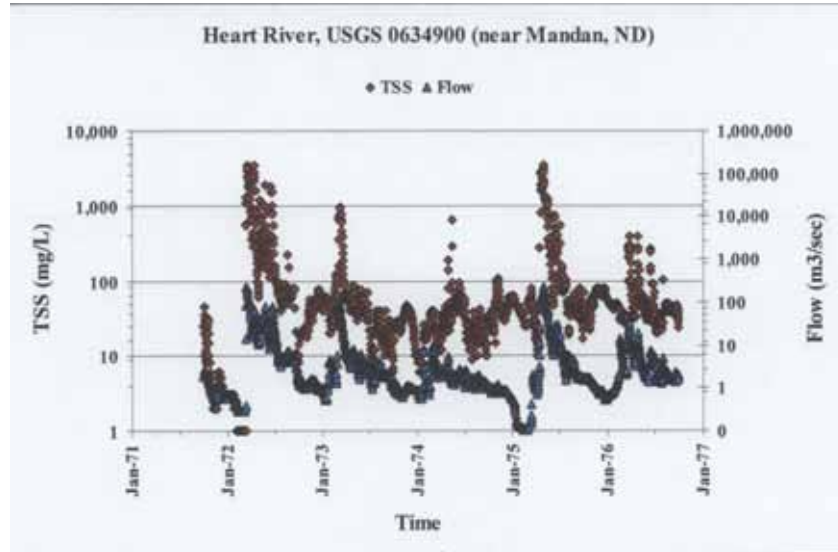 Heart River, USGS 0634900 (near Mandan, ND)
TSS Flow
10,000
1,000
100
10
1
TSS (mg/L)
1,000,000
100,000
10,000
1,000
100
10
1
0
Flow (m3/sec)
Jan-71
Jan-72
Jan-73
Jan-74
Jan-75
Jan-76
Jan-77
Time